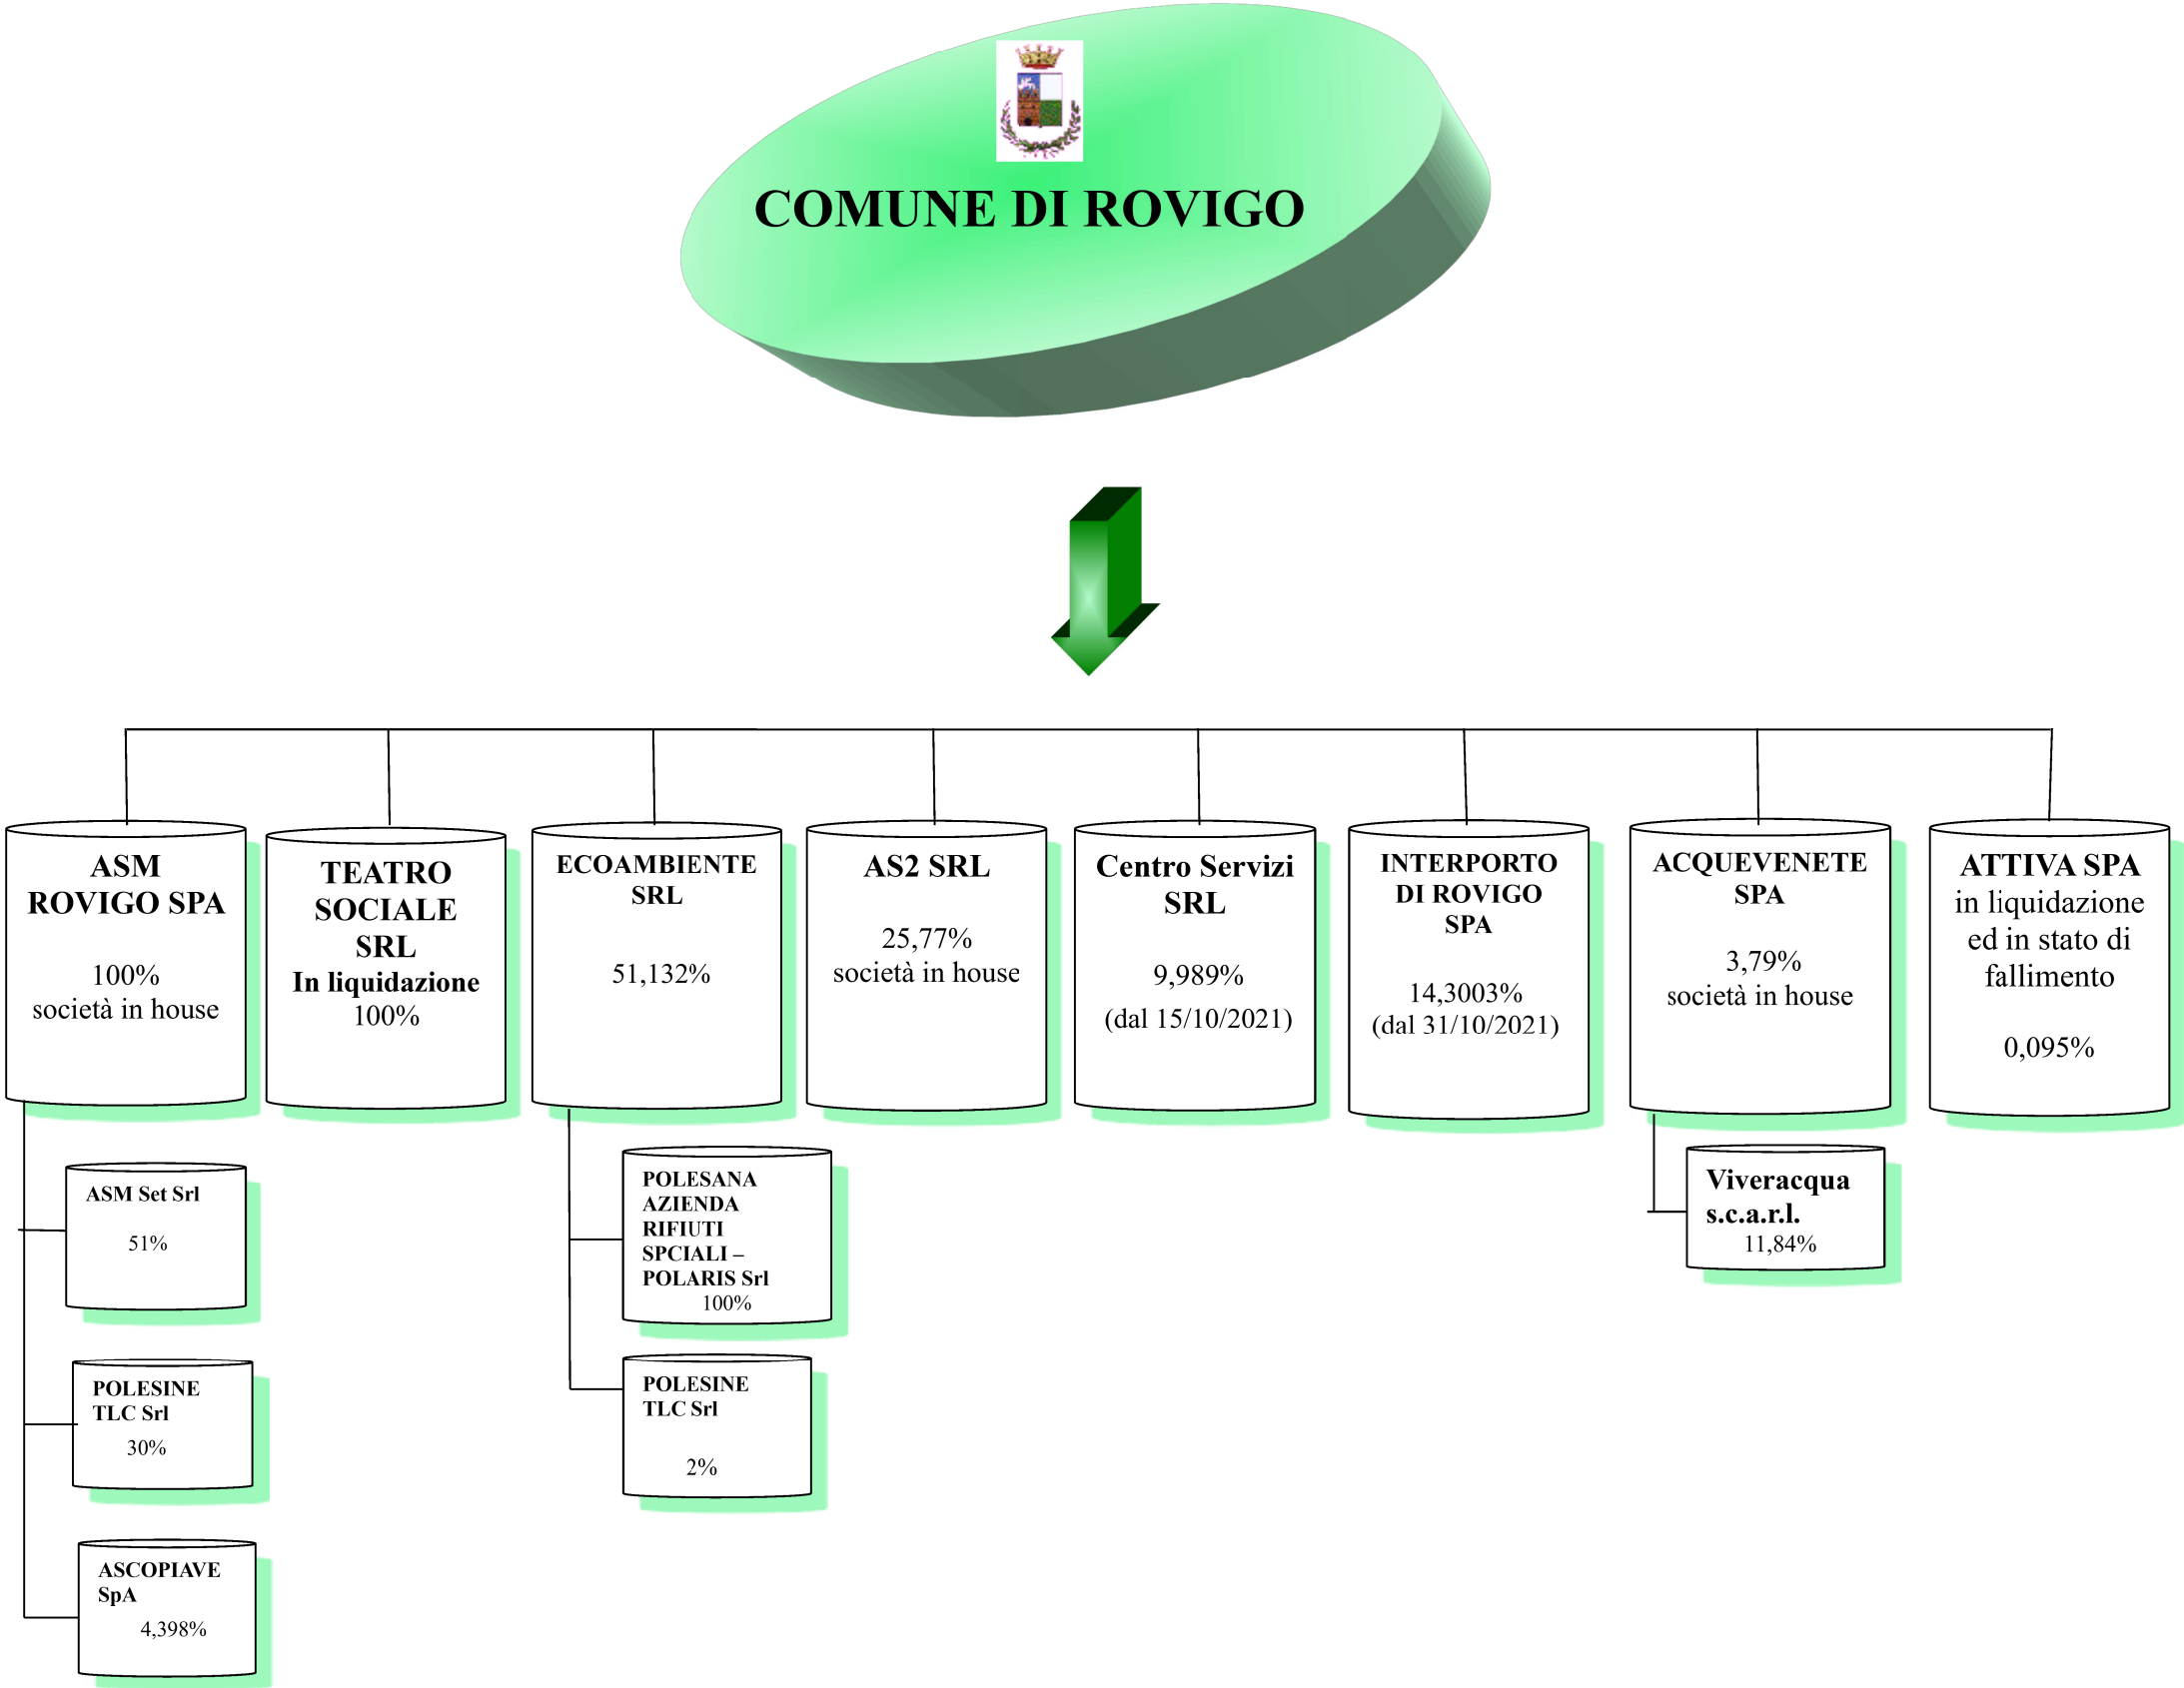 COMUNE DI ROVIGO
ASM
ROVIGO SPA
100%
società in house
TEATRO
SOCIALE
SRL
In liquidazione
100%
ECOAMBIENTE
SRL
51,132%
AS2 SRL
25,77%
società in house
Centro Servizi
SRL
9,989%
(dal 15/10/2021)
INTERPORTO
DI ROVIGO
SPA
14,3003%
(dal 31/10/2021)
ACQUEVENETE
SPA
3,79%
società in house
ATTIVA SPA
in liquidazione
ed in stato di
fallimento
0,095%
ASM Set Srl
51%
POLESINE
TLC Srl
30%
ASCOPIAVE
SpA
4,398%
POLESANA
AZIENDA
RIFIUTI
SPCIALI –
POLARIS Srl
100%
POLESINE
TLC Srl
2%
Viveracqua
s.c.a.r.l.
11,84%